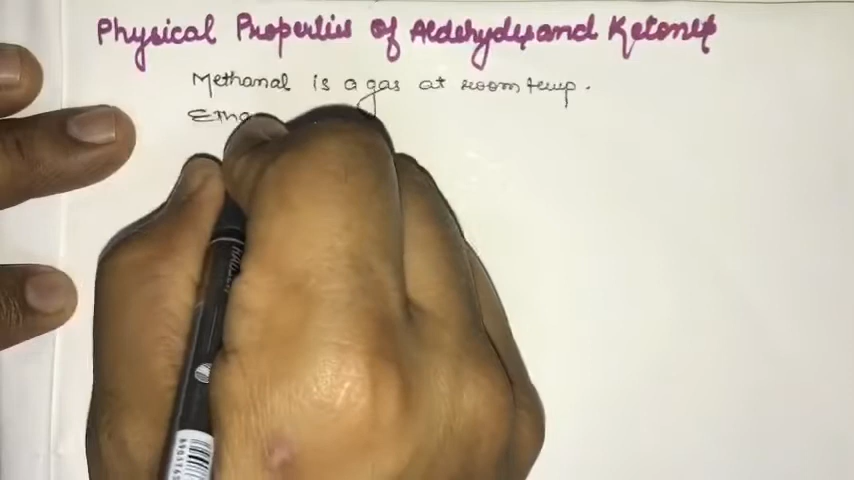 Physical Properties of Aldehydes and Ketones
Methanal is a gas at room temp.